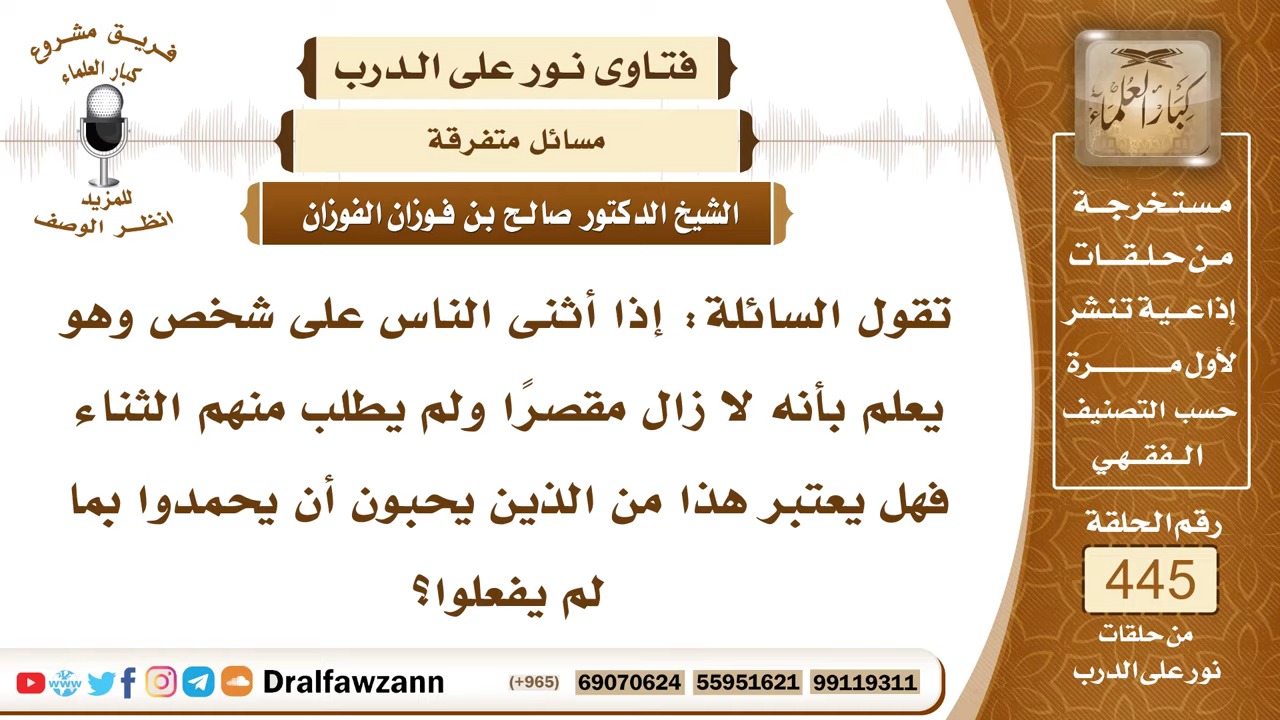 فريق مشروع
كبار العلماء
للمزيد
انظر الوصف
فتاوى نور على الدرب
مسائل متفرقة
الشيخ الدكتور صالح بن فوزان الفوزان
تقول السائلة: إذا أثنى الناس على شخص وهو
يعلم بأنه لا زال مقصرًا ولم يطلب منهم الثناء
فهل يعتبر هذا من الذين يحبون أن يحمدوا بما
لم يفعلوا؟
كبار العلماء
مستخرجة
من حلقات
إذاعية تنشر
لأول مرة
حسب التصنيف
الفقهي
رقم الحلقة
445
من حلقات
نور على الدرب
www
Dralfawzann
(+965) 69070624 55951621 99119311